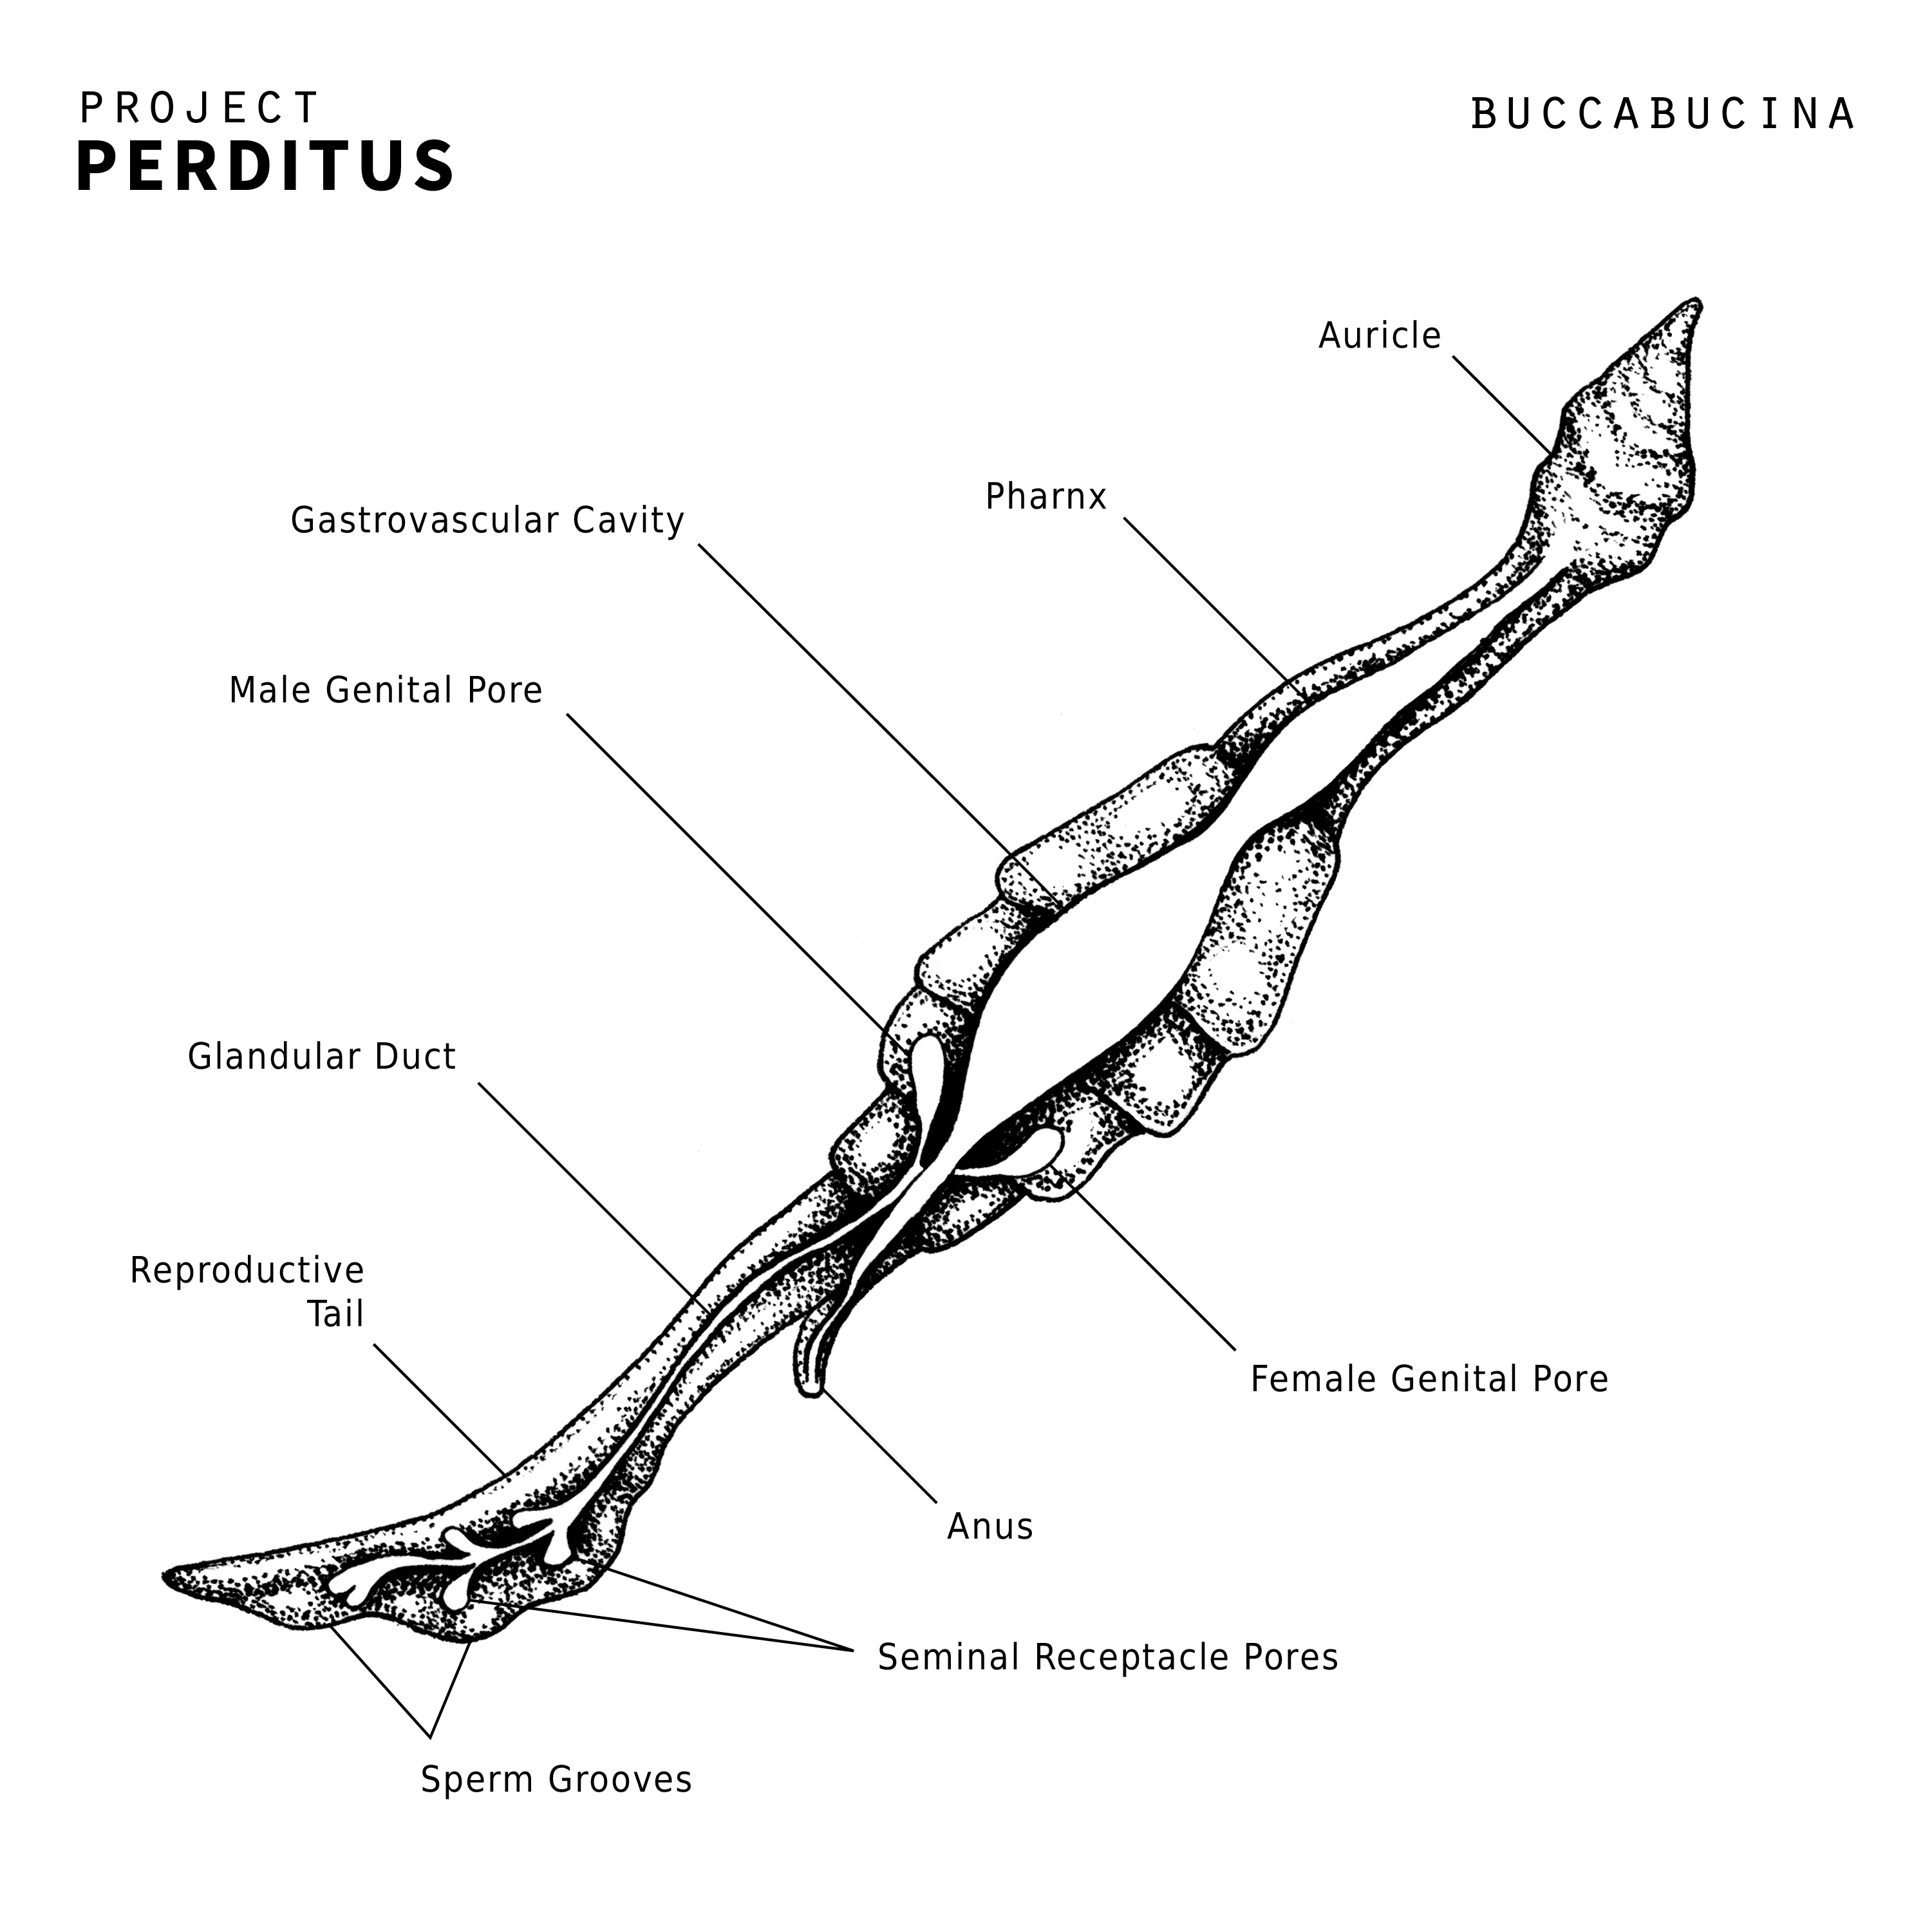 PROJECT
PERDITUS
BUCCABUCINA
Auricle
Pharnx
Gastrovascular Cavity
Male Genital Pore
Glandular Duct
Reproductive
Tail
Female Genital Pore
Anus
Seminal Receptacle Pores
Sperm Grooves